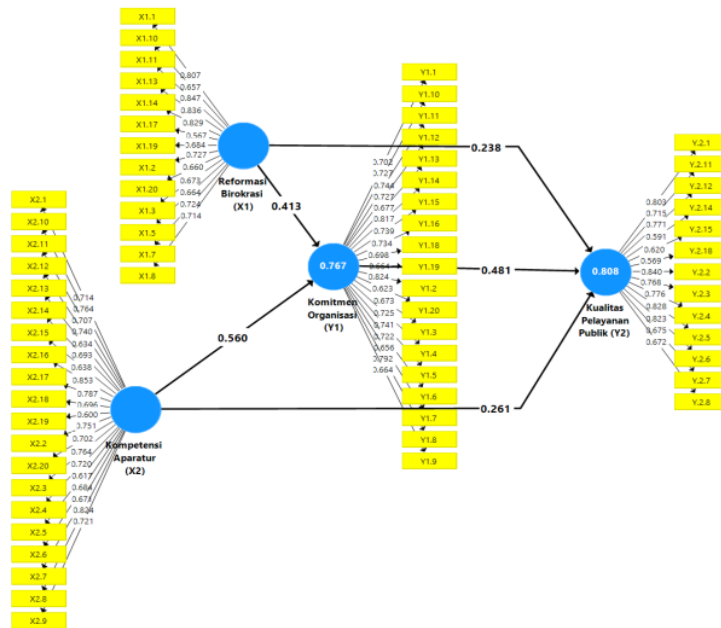 X1.1
X1.10
X1.11
X1.13
X1.14
X1.17
X1.19
X1.2
X1.20
X1.3
X1.5
X1.7
X1.8
0.807
0.657
0.847
0.836
0.829
0.567
0.684
0.727
0.660
0.673
0.664
0.724
0.714
Reformasi
Birokrasi
(X1)
X2.1
X2.10
X2.11
X2.12
X2.13
X2.14
X2.15
X2.16
X2.17
X2.18
X2.19
X2.2
X2.20
X2.3
X2.4
X2.5
X2.6
X2.7
X2.8
X2.9
0.714
0.764
0.707
0.740
0.634
0.693
0.638
0.853
0.787
0.696
0.600
0.751
0.702
0.764
0.720
0.617
0.684
0.671
0.824
0.721
Kompetensi
Aparatur
(X2)
0.413
0.560
0.238
0.481
0.261
0.767
Komitmen
Organisasi
(Y1)
0.702
0.727
0.744
0.727
0.677
0.817
0.739
0.734
0.698
0.664
0.824
0.623
0.673
0.725
0.741
0.722
0.656
0.792
0.664
Y1.1
Y1.10
Y1.11
Y1.12
Y1.13
Y1.14
Y1.15
Y1.16
Y1.18
Y1.19
Y1.2
Y1.20
Y1.3
Y1.4
Y1.5
Y1.6
Y1.7
Y1.8
Y1.9
0.808
Kualitas
Pelayanan
Publik (Y2)
0.803
0.715
0.771
0.591
0.620
0.569
0.840
0.768
0.776
0.828
0.823
0.675
0.672
Y.2.1
Y.2.11
Y.2.12
Y.2.14
Y.2.15
Y.2.18
Y.2.2
Y.2.3
Y.2.4
Y.2.5
Y.2.6
Y.2.7
Y.2.8